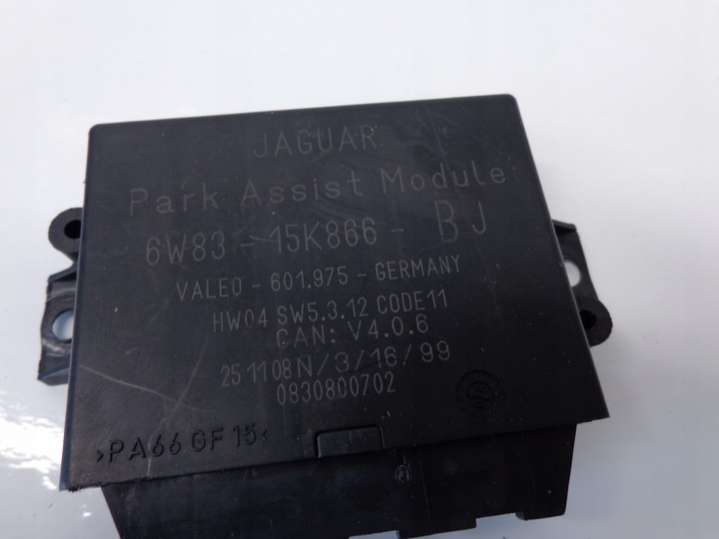 JAGUAR
Park Assist Module
6W83 - 15K866 - BJ
VALEO - 601.975 - GERMANY
HW04 SW5.3.12 CODE11
CAN: V4.0.6
251108N/3/16/99
0830800702
>PA66 GF15<